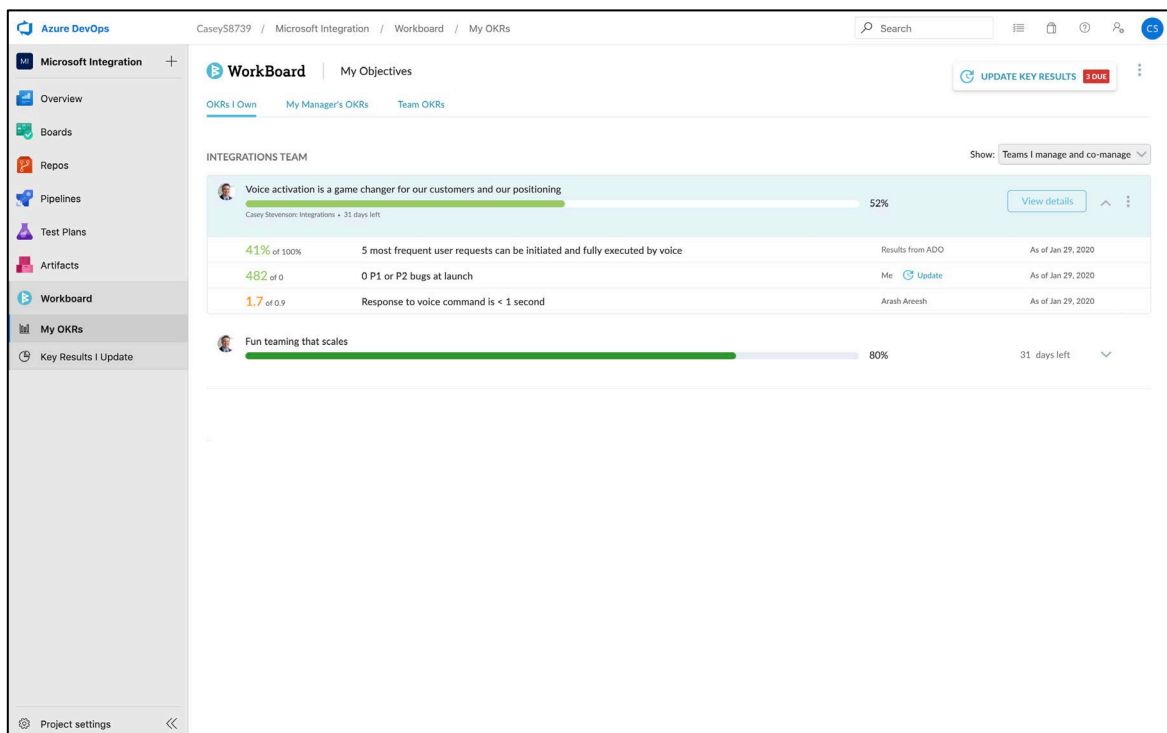 Azure DevOps
CaseyS8739 / Microsoft Integration / Workboard / My OKRs
Search
CS
MI Microsoft Integration
Overview
Boards
Repos
Pipelines
Test Plans
Artifacts
Workboard
My OKRs
Key Results I Update
Project settings
WorkBoard My Objectives
UPDATE KEY RESULTS 3 DUE
OKRs I Own My Manager's OKRs Team OKRs
INTEGRATIONS TEAM
Show: Teams I manage and co-manage
Voice activation is a game changer for our customers and our positioning
52%
View details
Casey Stevenson: Integrations • 31 days left
41% of 100% 5 most frequent user requests can be initiated and fully executed by voice Results from ADO As of Jan 29, 2020
482 of 0 0 P1 or P2 bugs at launch Me Update As of Jan 29, 2020
1.7 of 0.9 Response to voice command is < 1 second Arash Areesh As of Jan 29, 2020
Fun teaming that scales
80% 31 days left